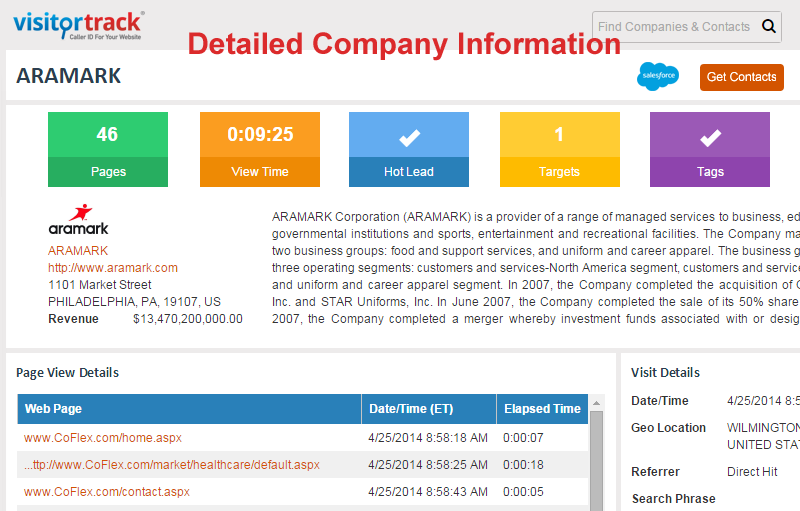 visitortrack®
Caller ID For Your Website
Detailed Company Information
Find Companies & Contacts
ARAMARK
salesforce
Get Contacts
46
Pages
0:09:25
View Time
Hot Lead
1
Targets
Tags
aramark
ARAMARK
http://www.aramark.com
1101 Market Street
PHILADELPHIA, PA, 19107, US
Revenue $13,470,200,000.00
ARAMARK Corporation (ARAMARK) is a provider of a range of managed services to business, ed
governmental institutions and sports, entertainment and recreational facilities. The Company ma
two business groups: food and support services, and uniform and career apparel. The business g
three operating segments: customers and services-North America segment, customers and service
and uniform and career apparel segment. In 2007, the Company completed the acquisition of
Inc. and STAR Uniforms, Inc. In June 2007, the Company completed the sale of its 50% share
2007, the Company completed a merger whereby investment funds associated with or desig
Page View Details
Web Page Date/Time (ET) Elapsed Time
www.CoFlex.com/home.aspx 4/25/2014 8:58:18 AM 0:00:07
...ttp://www.CoFlex.com/market/healthcare/default.aspx 4/25/2014 8:58:25 AM 0:00:18
www.CoFlex.com/contact.aspx 4/25/2014 8:58:43 AM 0:00:05
Visit Details
Date/Time 4/25/2014 8:5
Geo Location WILMINGTON
UNITED STA
Referrer Direct Hit
Search Phrase